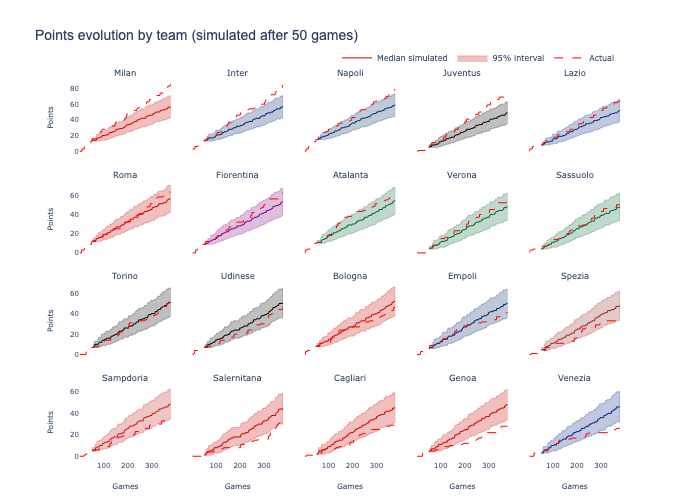 Points evolution by team (simulated after 50 games)
Median simulated 95% interval Actual
Milan Inter Napoli Juventus Lazio
80
60
40
20
0
Points
Roma Fiorentina Atalanta Verona Sassuolo
60
40
20
0
Points
Torino Udinese Bologna Empoli Spezia
60
40
20
0
Points
Sampdoria Salernitana Cagliari Genoa Venezia
60
40
20
0
Points
100 200 300 100 200 300 100 200 300 100 200 300 100 200 300
Games Games Games Games Games